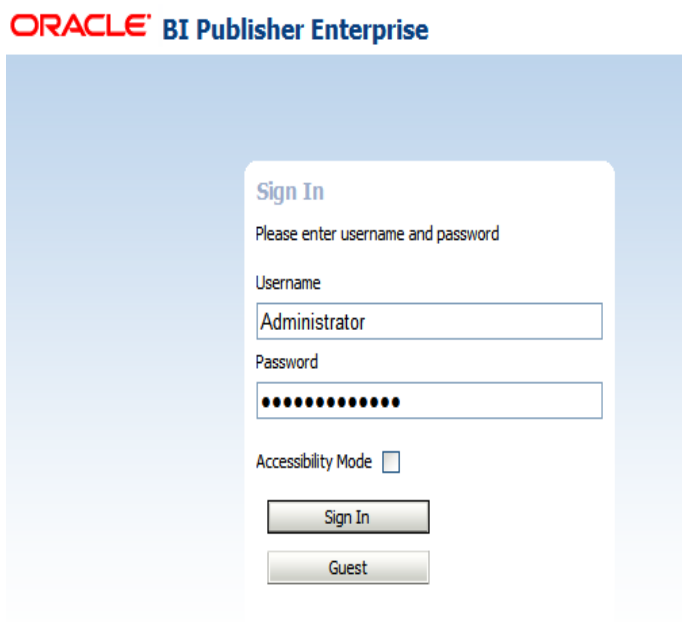 ORACLE BI Publisher Enterprise
Sign In
Please enter username and password
Username
Administrator
Password
•••••••••••••
Accessibility Mode
Sign In
Guest